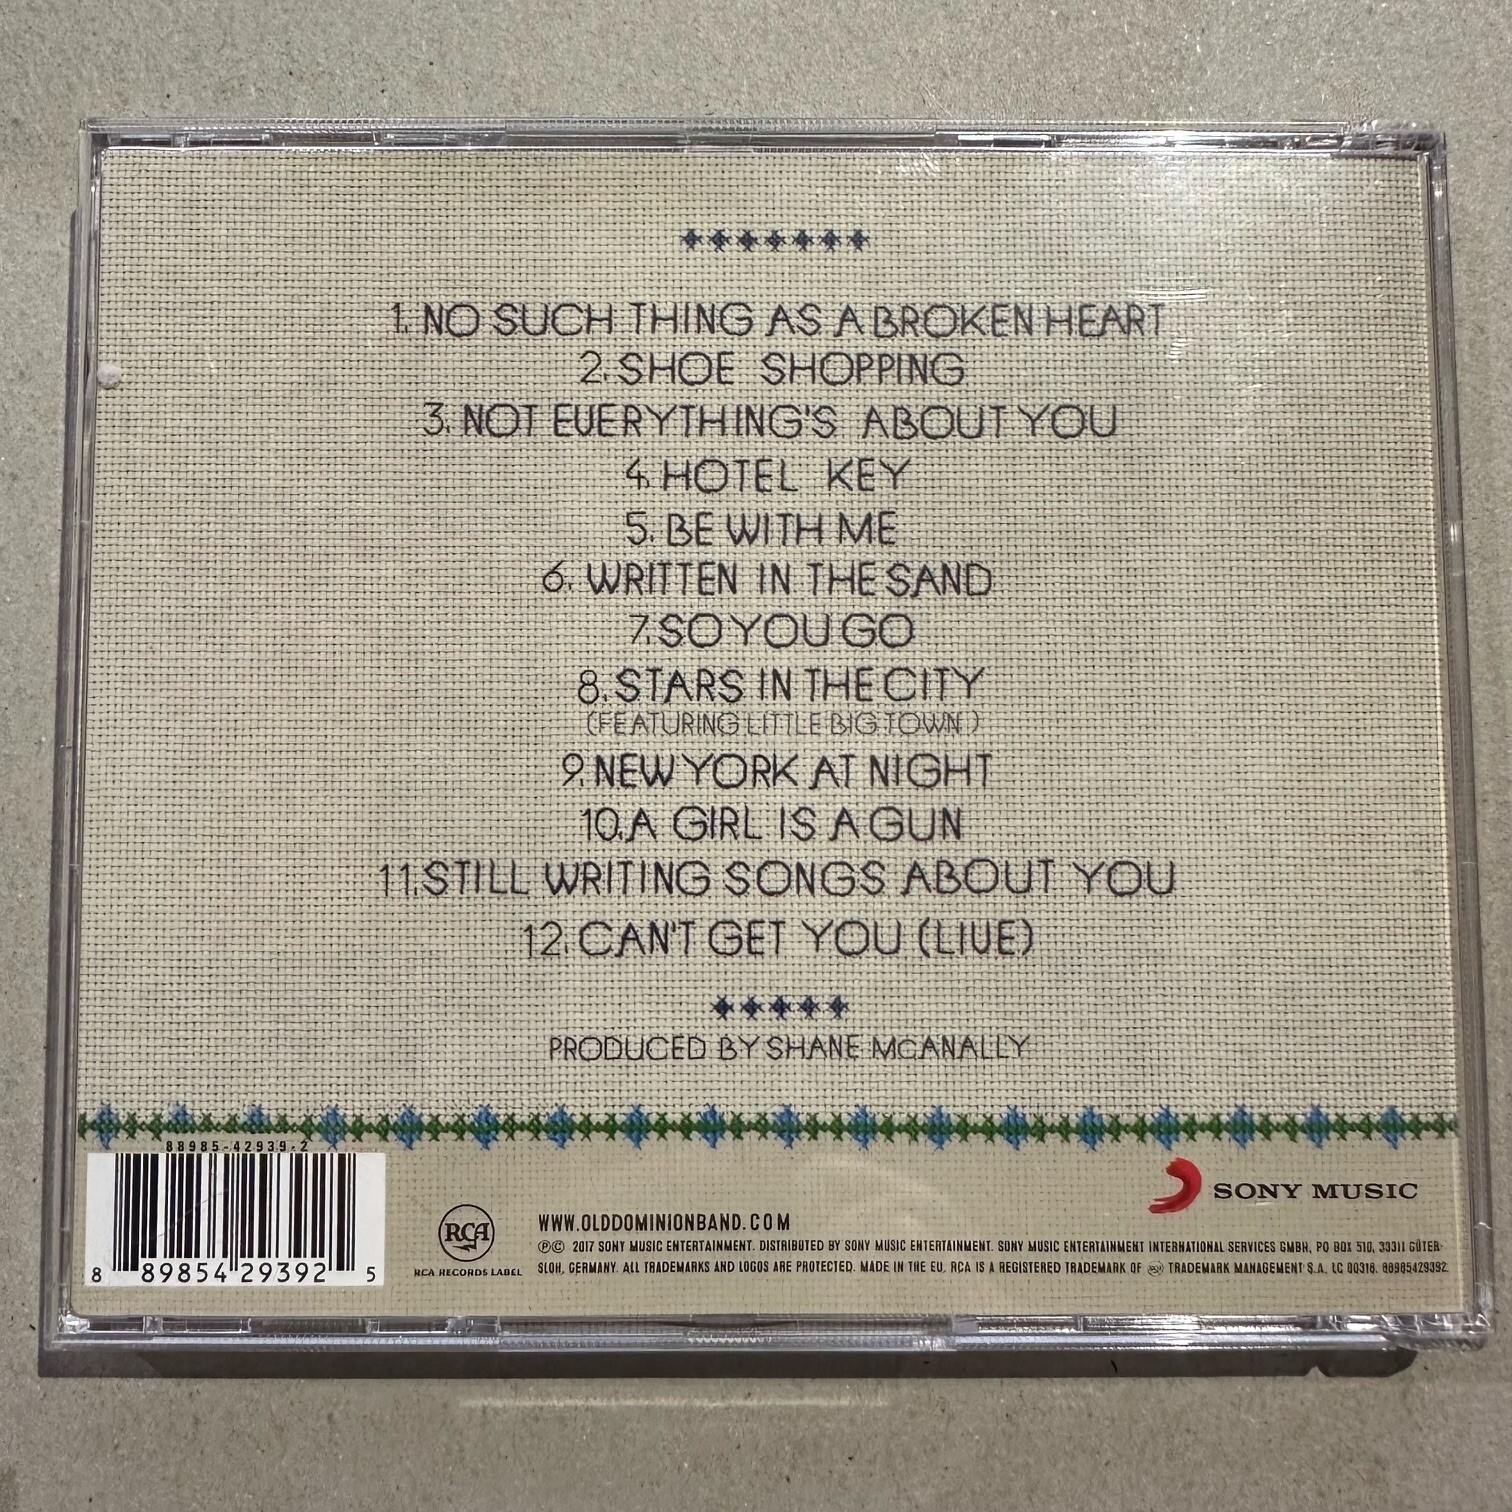 1. NO SUCH THING AS A BROKEN HEART
2. SHOE SHOPPING
3. NOT EVERYTHING'S ABOUT YOU
4. HOTEL KEY
5. BE WITH ME
6. WRITTEN IN THE SAND
7. SO YOU GO
8. STARS IN THE CITY
(FEATURING LITTLE BIG TOWN)
9. NEW YORK AT NIGHT
10. A GIRL IS A GUN
11. STILL WRITING SONGS ABOUT YOU
12. CAN'T GET YOU (LIVE)
PRODUCED BY SHANE MCANALLY
88985-42939-2
8 89854 29392 5
RCA
RCA RECORDS LABEL
SONY MUSIC
WWW.OLDDOMINIONBAND.COM
℗© 2017 SONY MUSIC ENTERTAINMENT. DISTRIBUTED BY SONY MUSIC ENTERTAINMENT. SONY MUSIC ENTERTAINMENT INTERNATIONAL SERVICES GMBH, PO BOX 510, 33311 GÜTER-
SLOH, GERMANY. ALL TRADEMARKS AND LOGOS ARE PROTECTED. MADE IN THE EU. RCA IS A REGISTERED TRADEMARK OF RCA TRADEMARK MANAGEMENT S.A. LC 00316. 88985429392